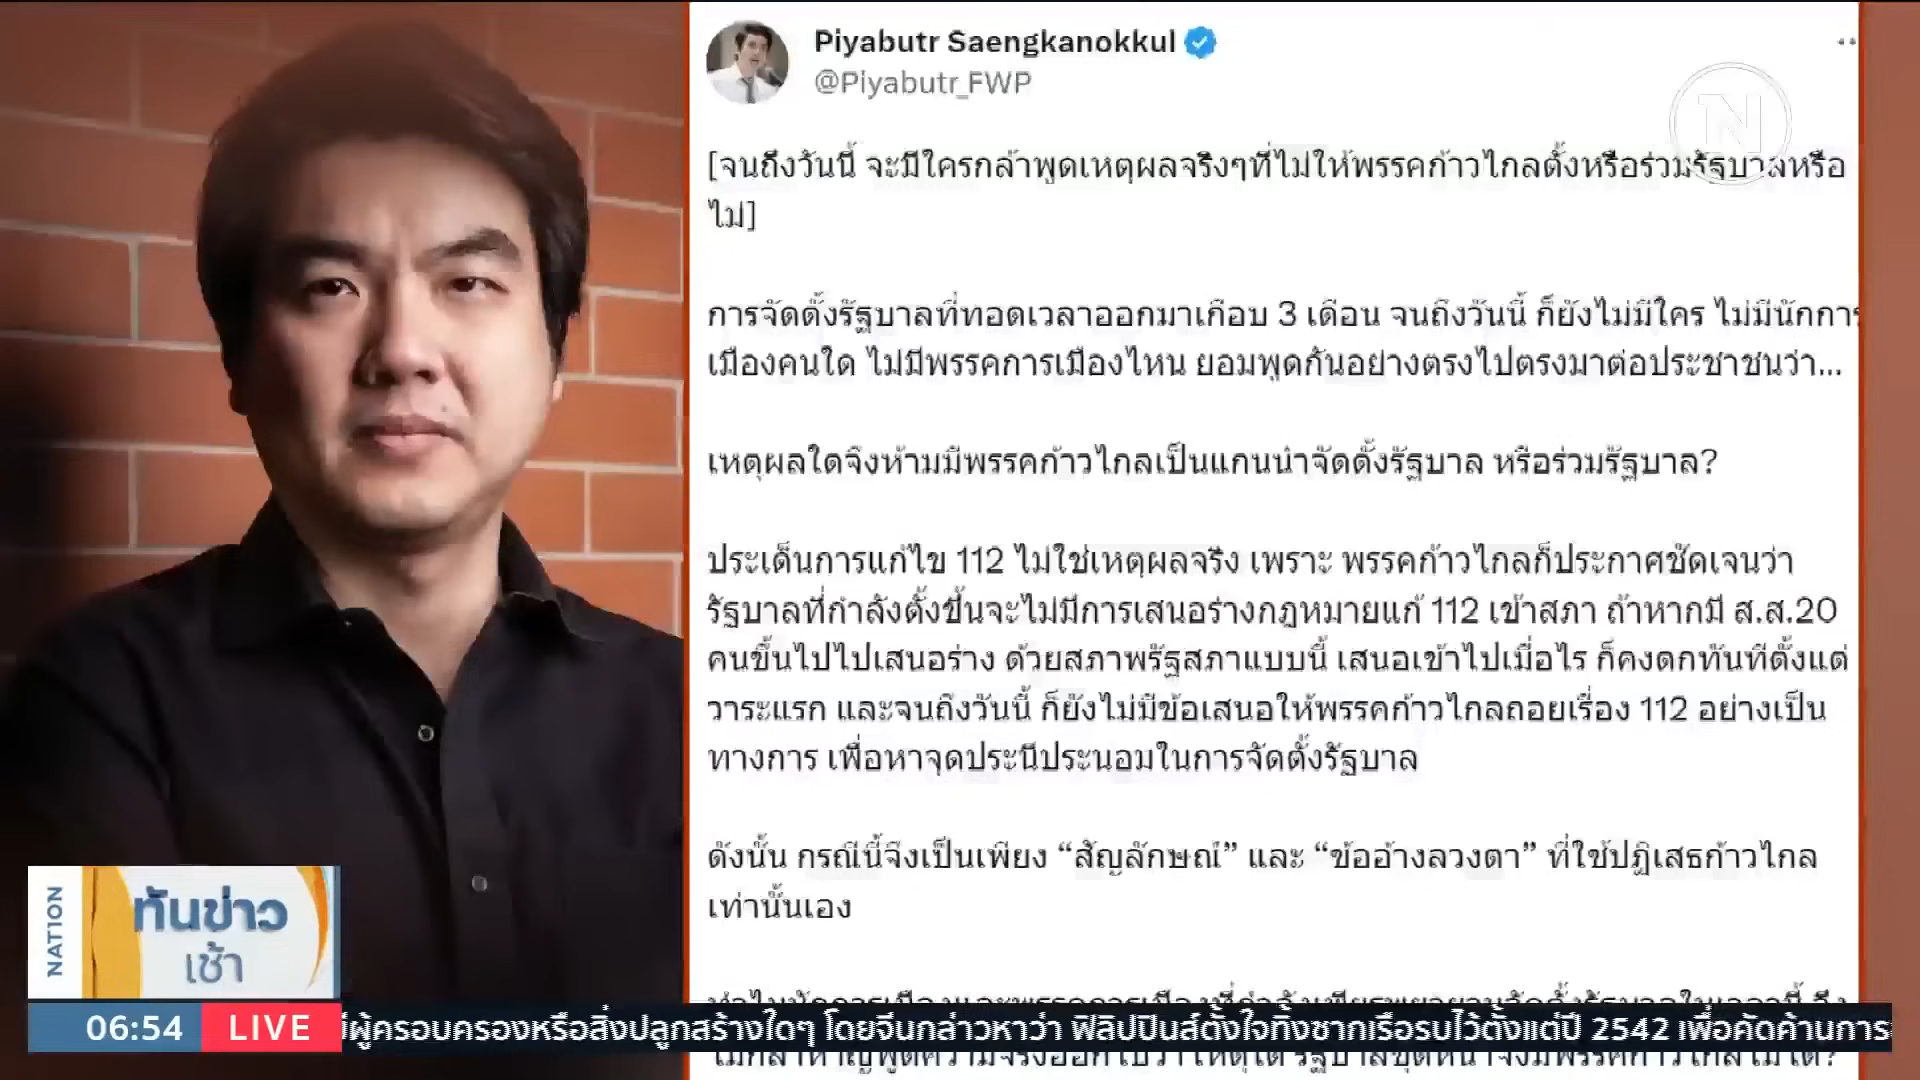 Piyabutr Saengkanokkul
@Piyabutr_FWP
N
[จนถึงวันนี้ จะมีใครกล้าพูดเหตุผลจริงๆที่ไม่ให้พรรคก้าวไกลตั้งหรือร่วมรัฐบาลหรือ
ไม่]
การจัดตั้งรัฐบาลที่ทอดเวลาออกมาเกือบ 3 เดือน จนถึงวันนี้ ก็ยังไม่มีใคร ไม่มีนักการ
เมืองคนใด ไม่มีพรรคการเมืองไหน ยอมพูดกันอย่างตรงไปตรงมาต่อประชาชนว่า...
เหตุผลใดจึงห้ามมีพรรคก้าวไกลเป็นแกนนำจัดตั้งรัฐบาล หรือร่วมรัฐบาล?
ประเด็นการแก้ไข 112 ไม่ใช่เหตุผลจริง เพราะ พรรคก้าวไกลก็ประกาศชัดเจนว่า
รัฐบาลที่กำลังตั้งขึ้นจะไม่มีการเสนอร่างกฎหมายแก้ 112 เข้าสภา ถ้าหากมี ส.ส.20
คนขึ้นไปไปเสนอร่าง ด้วยสภาพรัฐสภาแบบนี้ เสนอเข้าไปเมื่อไร ก็คงตกทันทีตั้งแต่
วาระแรก และจนถึงวันนี้ ก็ยังไม่มีข้อเสนอให้พรรคก้าวไกลถอยเรื่อง 112 อย่างเป็น
ทางการ เพื่อหาจุดประนีประนอมในการจัดตั้งรัฐบาล
ดังนั้น กรณีนี้จึงเป็นเพียง “สัญลักษณ์” และ “ข้ออ้างลวงตา” ที่ใช้ปฏิเสธก้าวไกล
เท่านั้นเอง
NATION
ทันข่าว
เช้า
06:54 LIVE ผู้ครอบครองหรือสิ่งปลูกสร้างใดๆ โดยจีนกล่าวหาว่า ฟิลิปปินส์ตั้งใจทิ้งซากเรือรบไว้ตั้งแต่ปี 2542 เพื่อคัดค้านการ